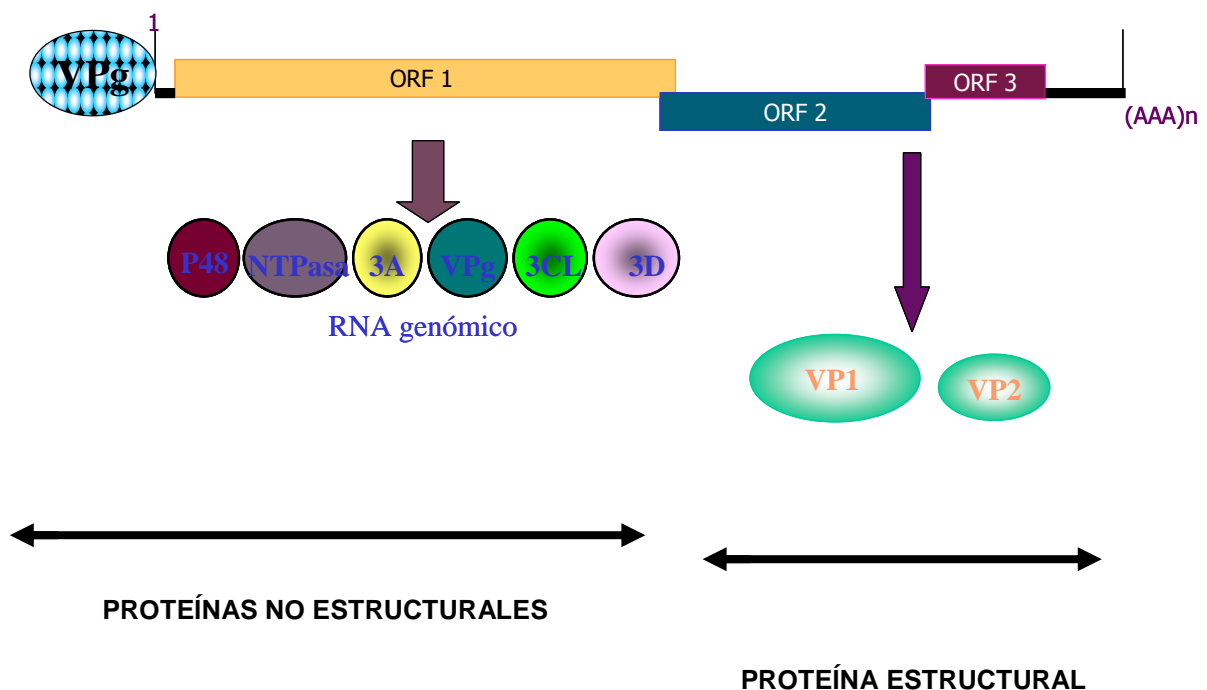 1
VPg
ORF 1
ORF 3
ORF 2
(AAA)n
P48
NTPasa
3A
VPg
3CL
3D
RNA genómico
VP1
VP2
PROTEÍNAS NO ESTRUCTURALES
PROTEÍNA ESTRUCTURAL